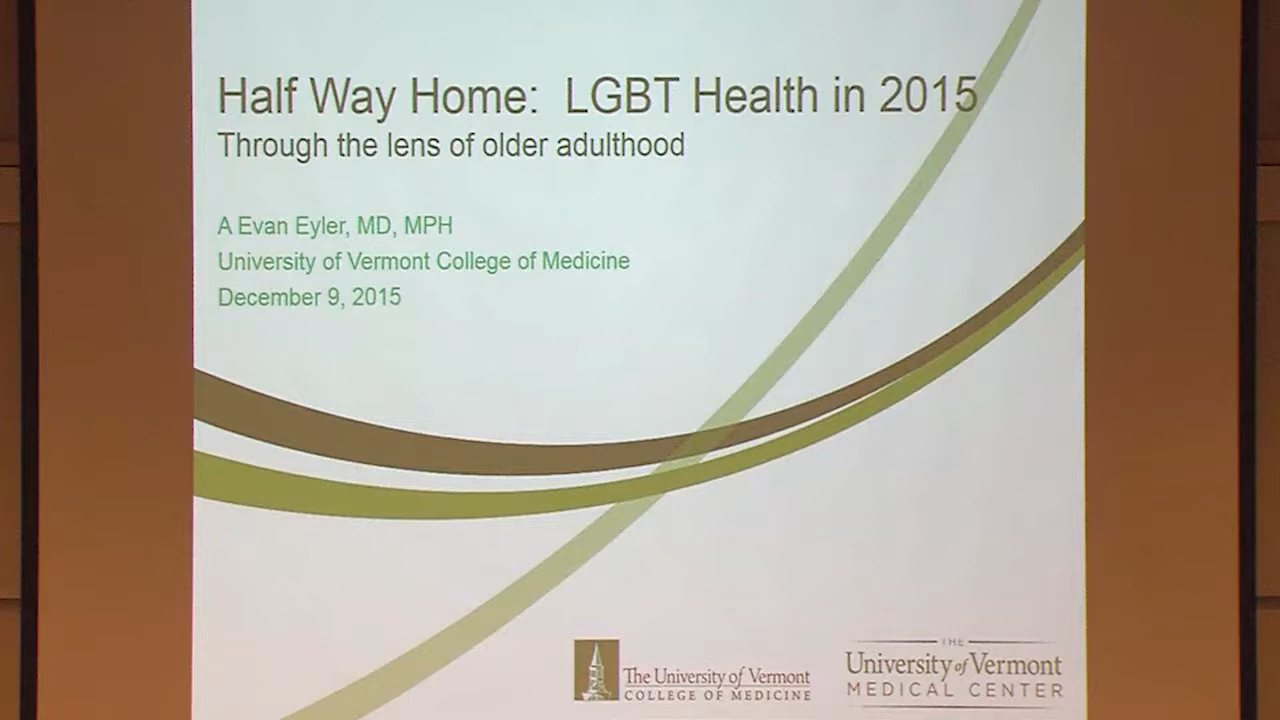 Half Way Home: LGBT Health in 2015
Through the lens of older adulthood
A Evan Eyler, MD, MPH
University of Vermont College of Medicine
December 9, 2015
The University of Vermont
COLLEGE OF MEDICINE
THE
University of Vermont
MEDICAL CENTER